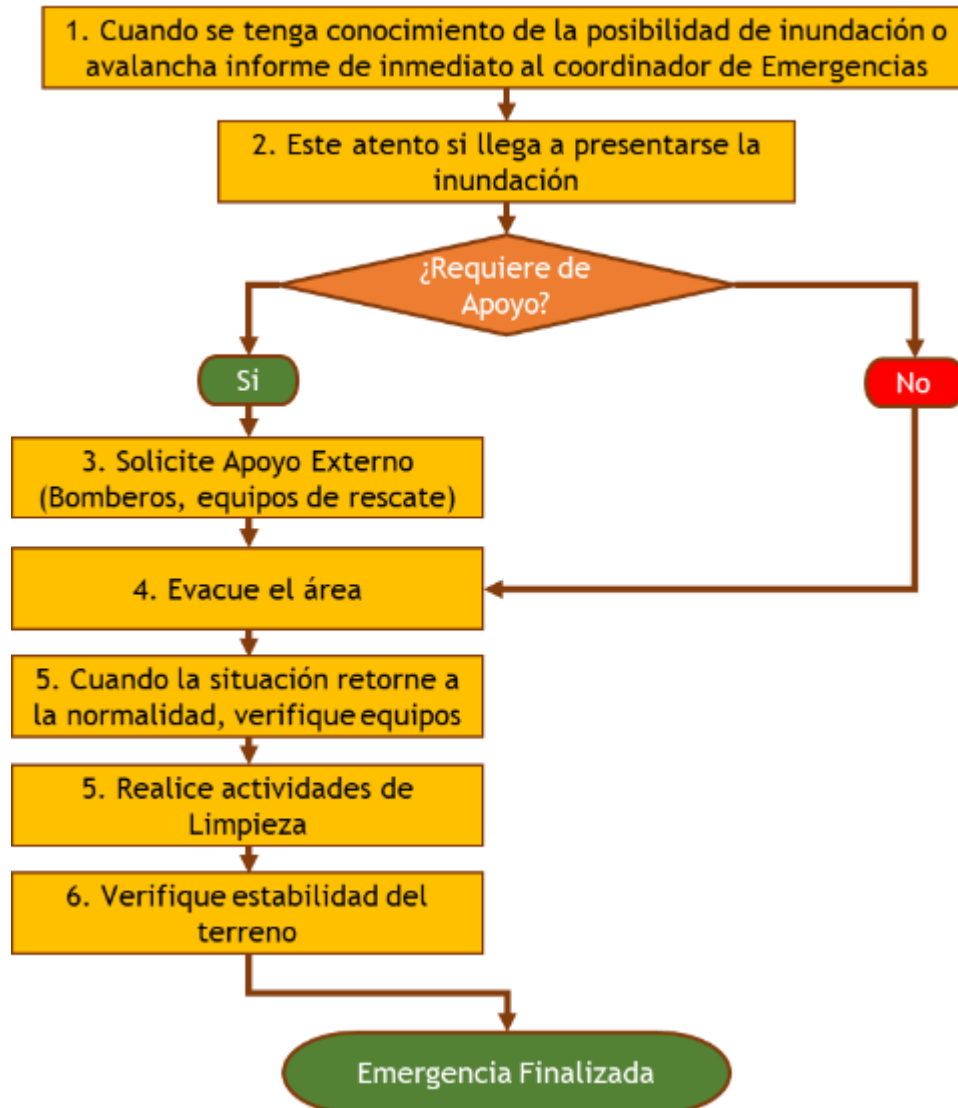 1. Cuando se tenga conocimiento de la posibilidad de inundación o
avalancha informe de inmediato al coordinador de Emergencias
2. Este atento si llega a presentarse la
inundación
¿Requiere de
Apoyo?
Si
No
3. Solicite Apoyo Externo
(Bomberos, equipos de rescate)
4. Evacue el área
5. Cuando la situación retorne a
la normalidad, verifique equipos
5. Realice actividades de
Limpieza
6. Verifique estabilidad del
terreno
Emergencia Finalizada